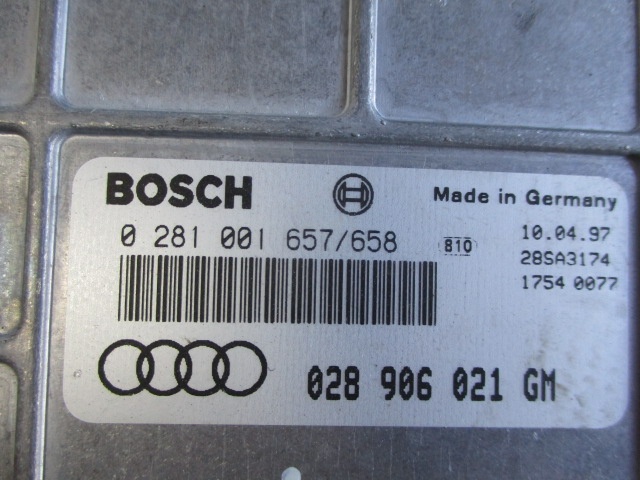 BOSCH
Made in Germany
0 281 001 657/658
810
10.04.97
28SA3174
1754 0077
028 906 021 GM